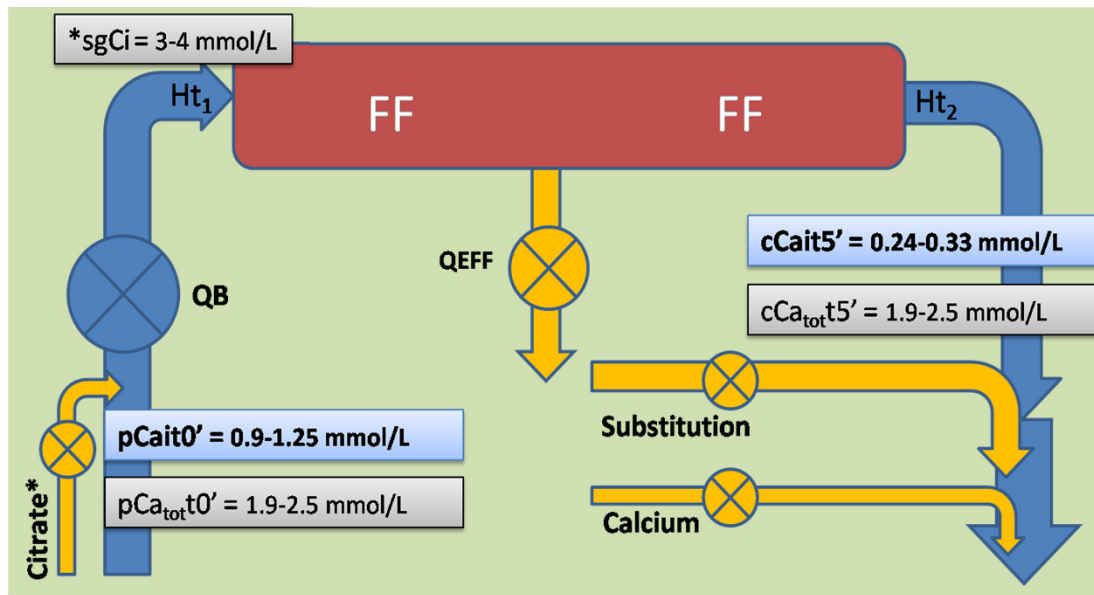 *sgCi = 3-4 mmol/L
Ht₁
FF
FF
Ht₂
QEFF
QB
cCait5’ = 0.24-0.33 mmol/L
cCaₜₒₜt5’ = 1.9-2.5 mmol/L
Substitution
pCait0’ = 0.9-1.25 mmol/L
pCaₜₒₜt0’ = 1.9-2.5 mmol/L
Calcium
Citrate*